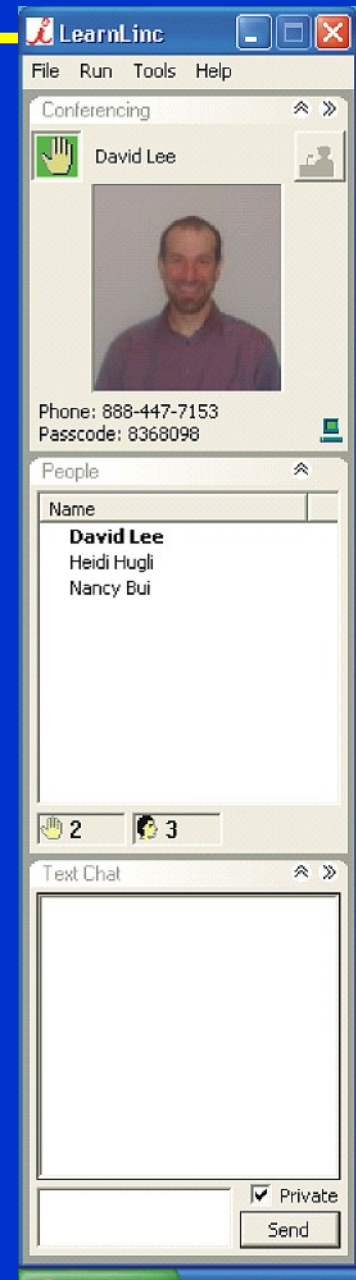 LearnLinc
File Run Tools Help
Conferencing
David Lee
Phone: 888-447-7153
Passcode: 8368098
People
Name
David Lee
Heidi Hugli
Nancy Bui
2 3
Text Chat
Private
Send